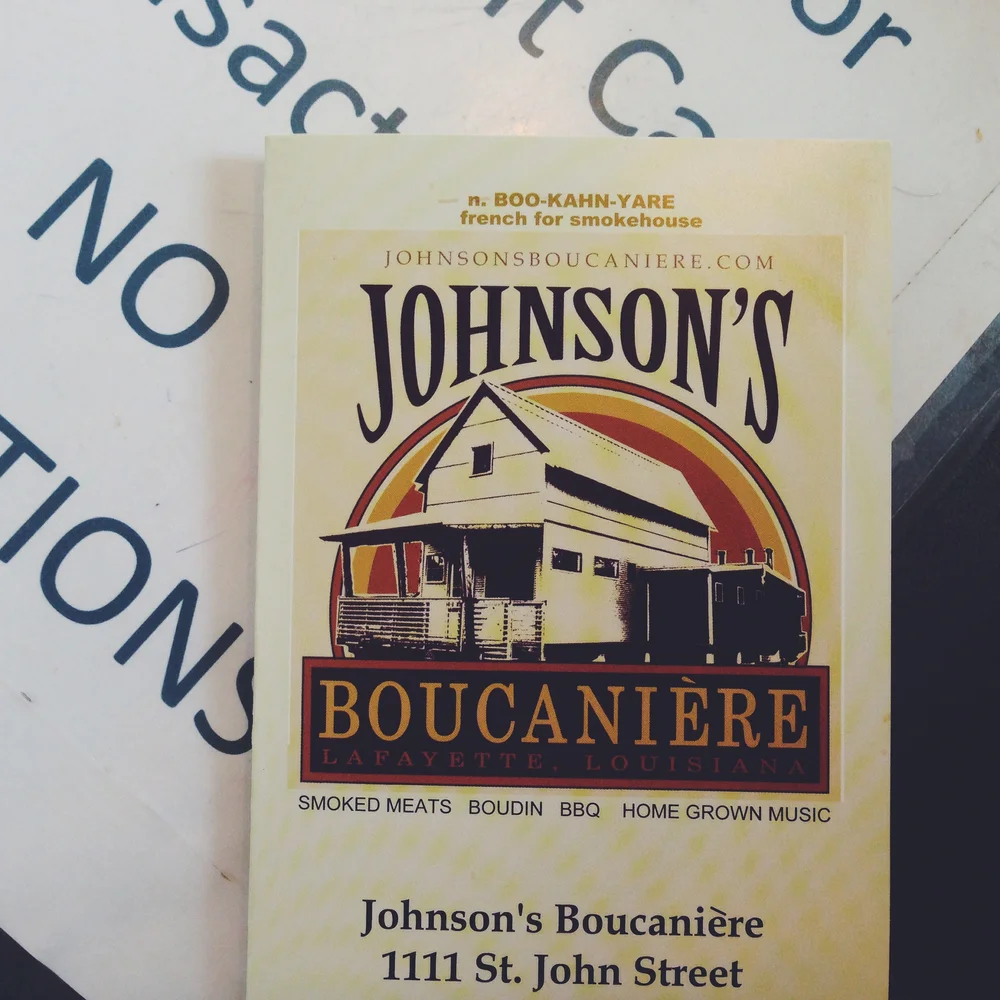 NO
TIONS
n. BOO-KAHN-YARE
french for smokehouse
JOHNSONSBOUCANIERE.COM
JOHNSON'S
BOUCANIÈRE
LAFAYETTE, LOUISIANA
SMOKED MEATS BOUDIN BBQ HOME GROWN MUSIC
Johnson's Boucanière
1111 St. John Street